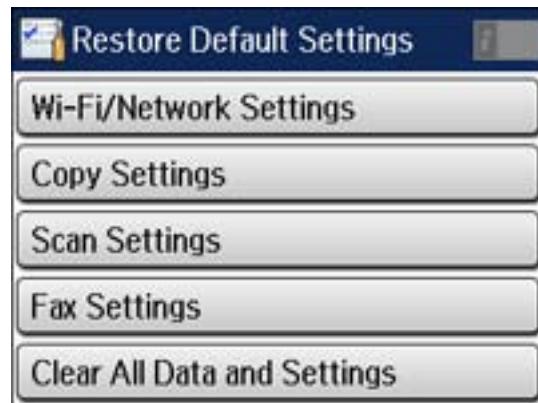 Restore Default Settings
Wi-Fi/Network Settings
Copy Settings
Scan Settings
Fax Settings
Clear All Data and Settings